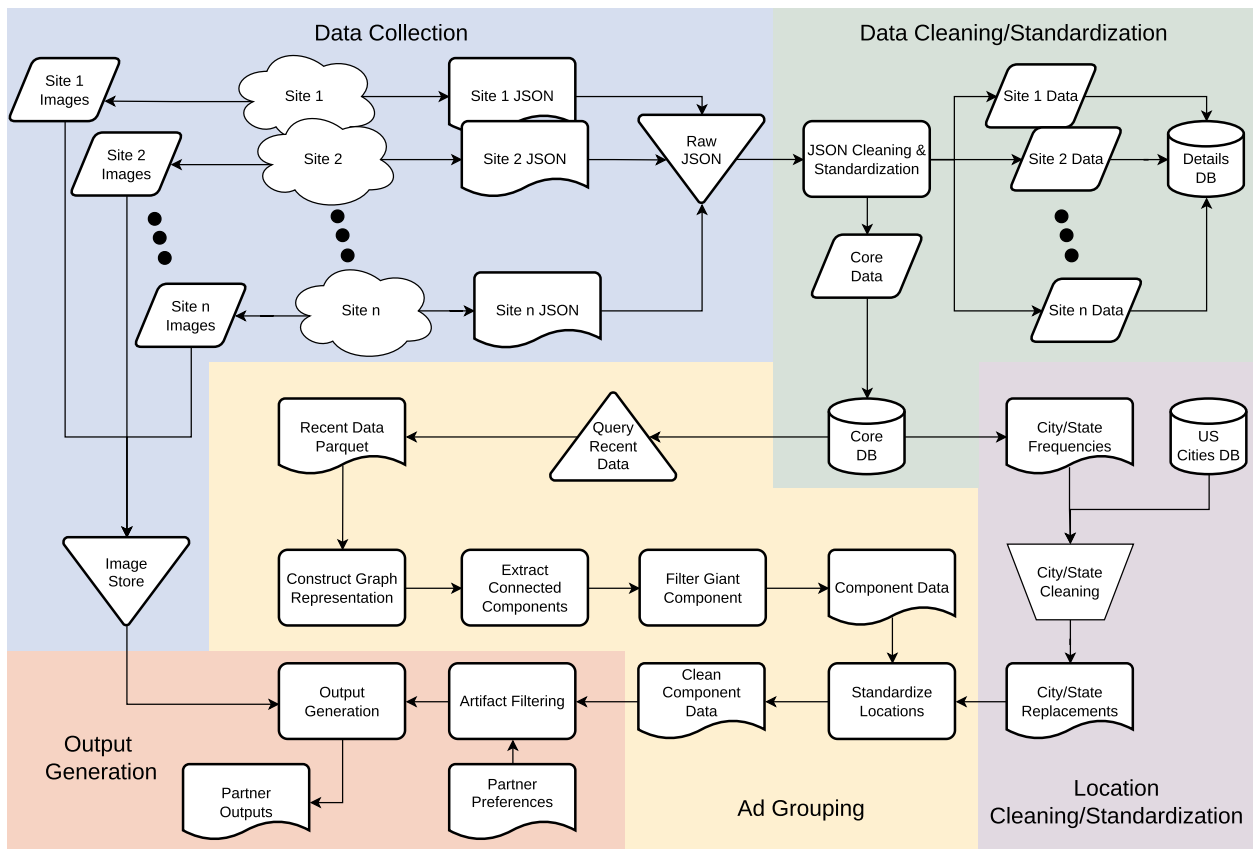 Data Collection
Data Cleaning/Standardization
Site 1
Images
Site 1
Site 1 JSON
Site 2
Images
Site 2
Site 2 JSON
Raw
JSON
JSON Cleaning &
Standardization
Site 1 Data
Site 2 Data
Details
DB
Core
Data
Site n
Images
Site n
Site n JSON
Site n Data
Recent Data
Parquet
Query
Recent
Data
Core
DB
City/State
Frequencies
US
Cities DB
Image
Store
Construct Graph
Representation
Extract
Connected
Components
Filter Giant
Component
Component Data
City/State
Cleaning
Output
Generation
Artifact Filtering
Clean
Component
Data
Standardize
Locations
City/State
Replacements
Output
Generation
Partner
Outputs
Partner
Preferences
Ad Grouping
Location
Cleaning/Standardization